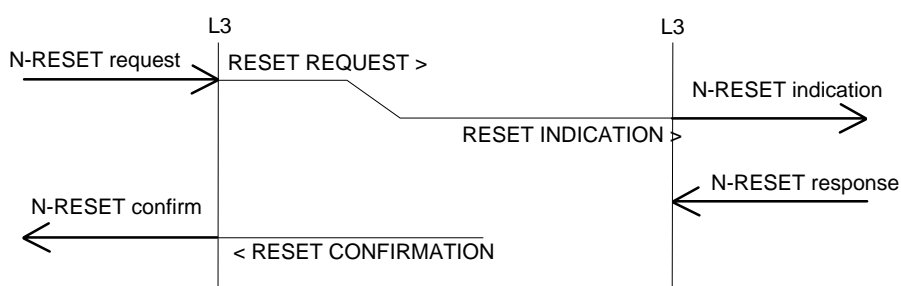 L3 L3
N-RESET request RESET REQUEST >
N-RESET indication
RESET INDICATION >
N-RESET response
N-RESET confirm
< RESET CONFIRMATION